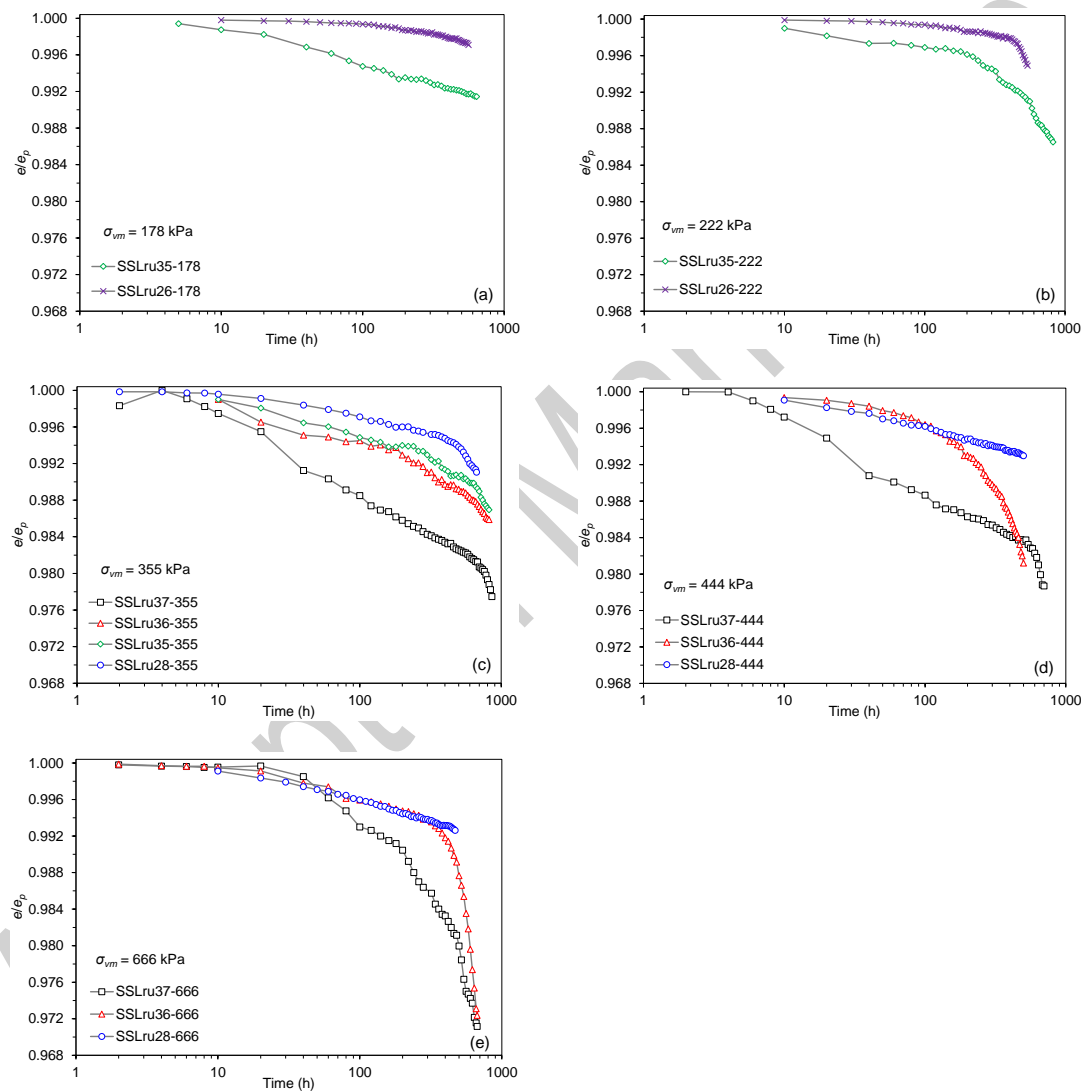 1.000
0.996
0.992
0.988
0.984
0.980
0.976
0.972
0.968
e/ep
σvm = 178 kPa
SSLru35-178
SSLru26-178
(a)
1 10 100 1000
Time (h)
1.000
0.996
0.992
0.988
0.984
0.980
0.976
0.972
0.968
e/ep
σvm = 222 kPa
SSLru35-222
SSLru26-222
(b)
1 10 100 1000
Time (h)
1.000
0.996
0.992
0.988
0.984
0.980
0.976
0.972
0.968
e/ep
σvm = 355 kPa
SSLru37-355
SSLru36-355
SSLru35-355
SSLru28-355
(c)
1 10 100 1000
Time (h)
1.000
0.996
0.992
0.988
0.984
0.980
0.976
0.972
0.968
e/ep
σvm = 444 kPa
SSLru37-444
SSLru36-444
SSLru28-444
(d)
1 10 100 1000
Time (h)
1.000
0.996
0.992
0.988
0.984
0.980
0.976
0.972
0.968
e/ep
σvm = 666 kPa
SSLru37-666
SSLru36-666
SSLru28-666
(e)
1 10 100 1000
Time (h)